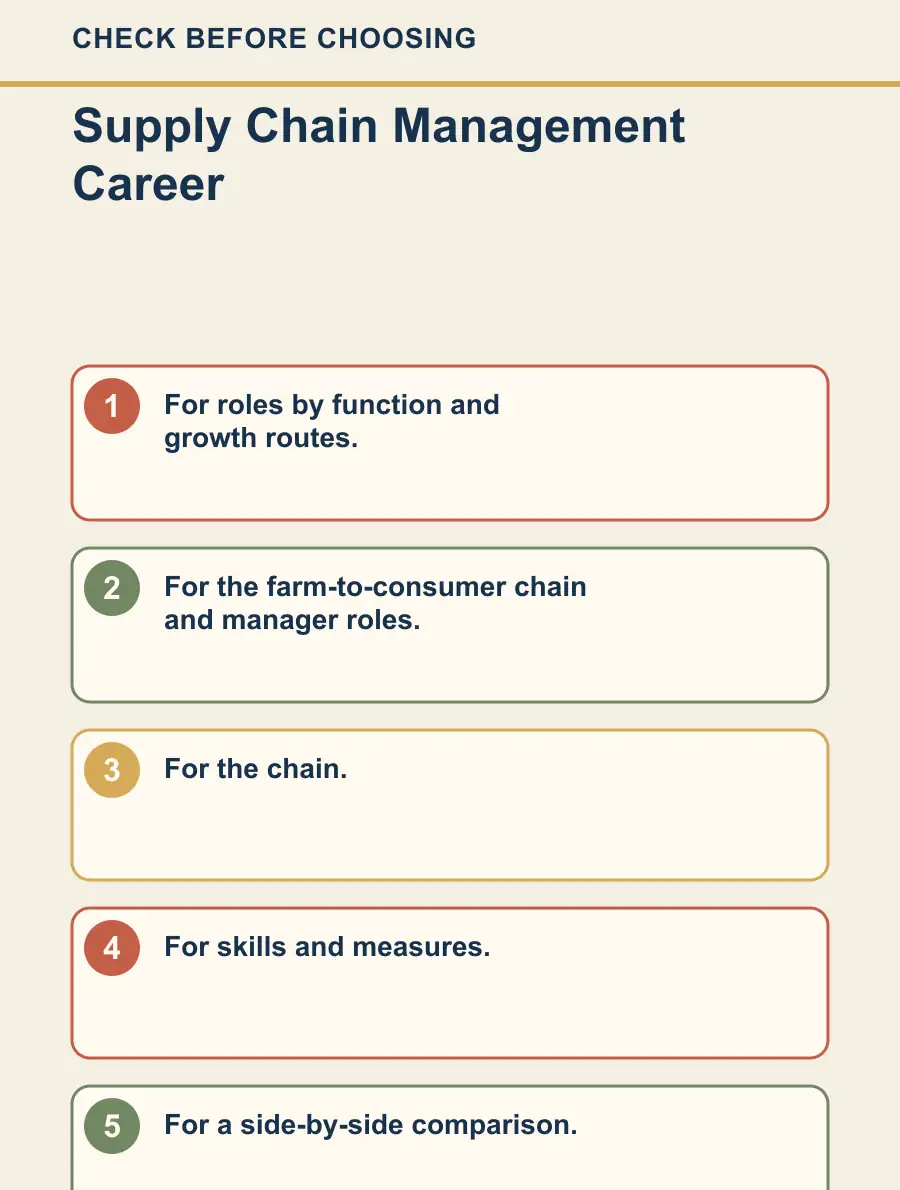 CHECK BEFORE CHOOSING
Supply Chain Management
Career
1
For roles by function and
growth routes.
2
For the farm-to-consumer chain
and manager roles.
3
For the chain.
4
For skills and measures.
5
For a side-by-side comparison.